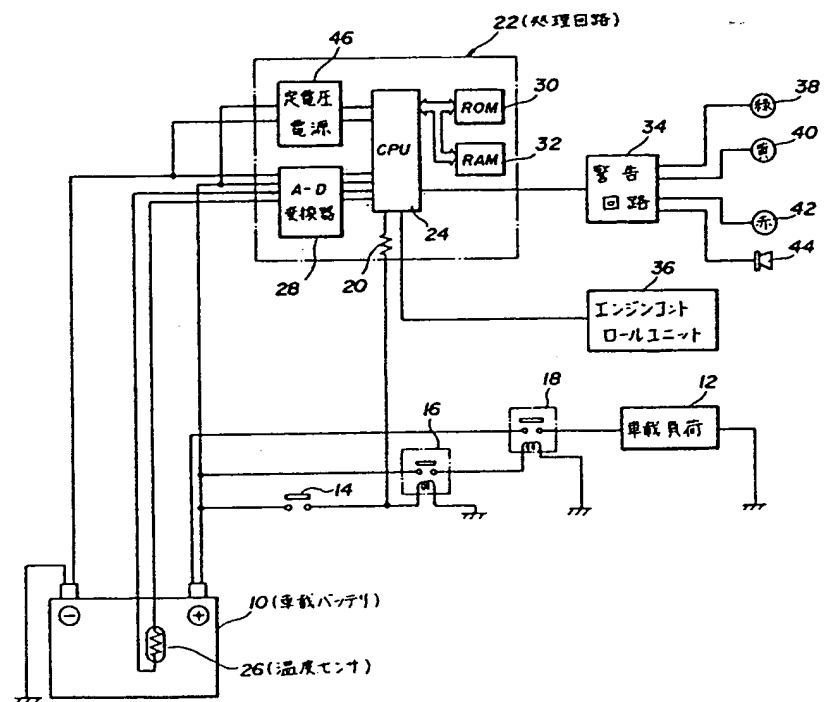 22(処理回路)
46
定電圧
電源
CPU
ROM
30
RAM
32
A-D
変換器
28
20
24
34
警告
回路
38
緑
40
黄
42
赤
44
36
エンジンコント
ロールユニット
18
12
車載負荷
16
14
−
+
10(車載バッテリ)
26(温度センサ)